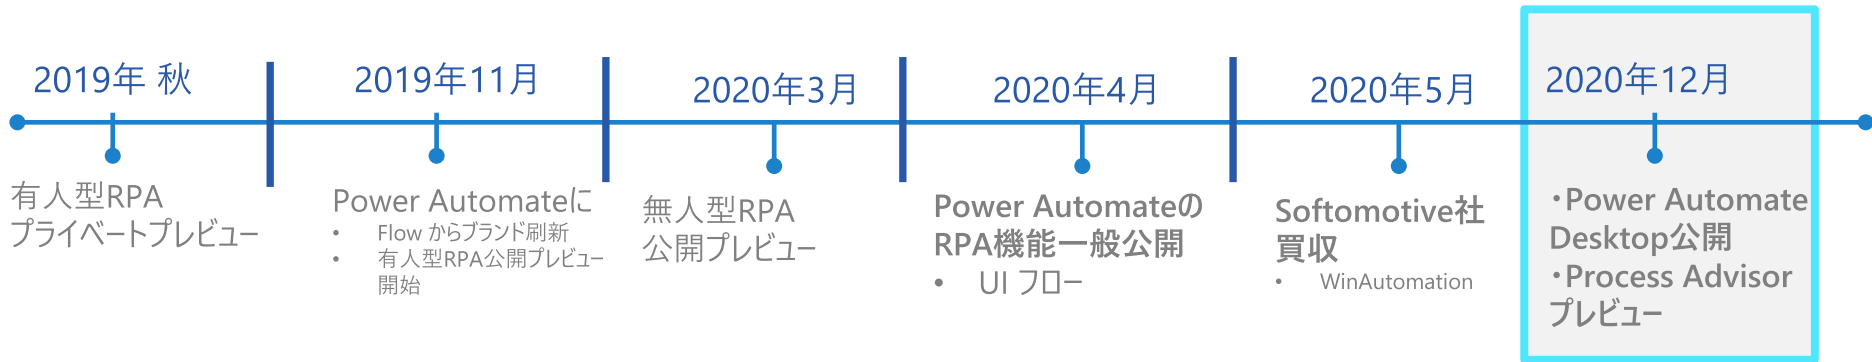 2019年 秋
有人型RPA
プライベートプレビュー
2019年11月
Power Automateに
• Flow からブランド刷新
• 有人型RPA公開プレビュー
開始
2020年3月
無人型RPA
公開プレビュー
2020年4月
Power Automateの
RPA機能一般公開
• UI フロー
2020年5月
Softomotive社
買収
• WinAutomation
2020年12月
・Power Automate
Desktop公開
・Process Advisor
プレビュー